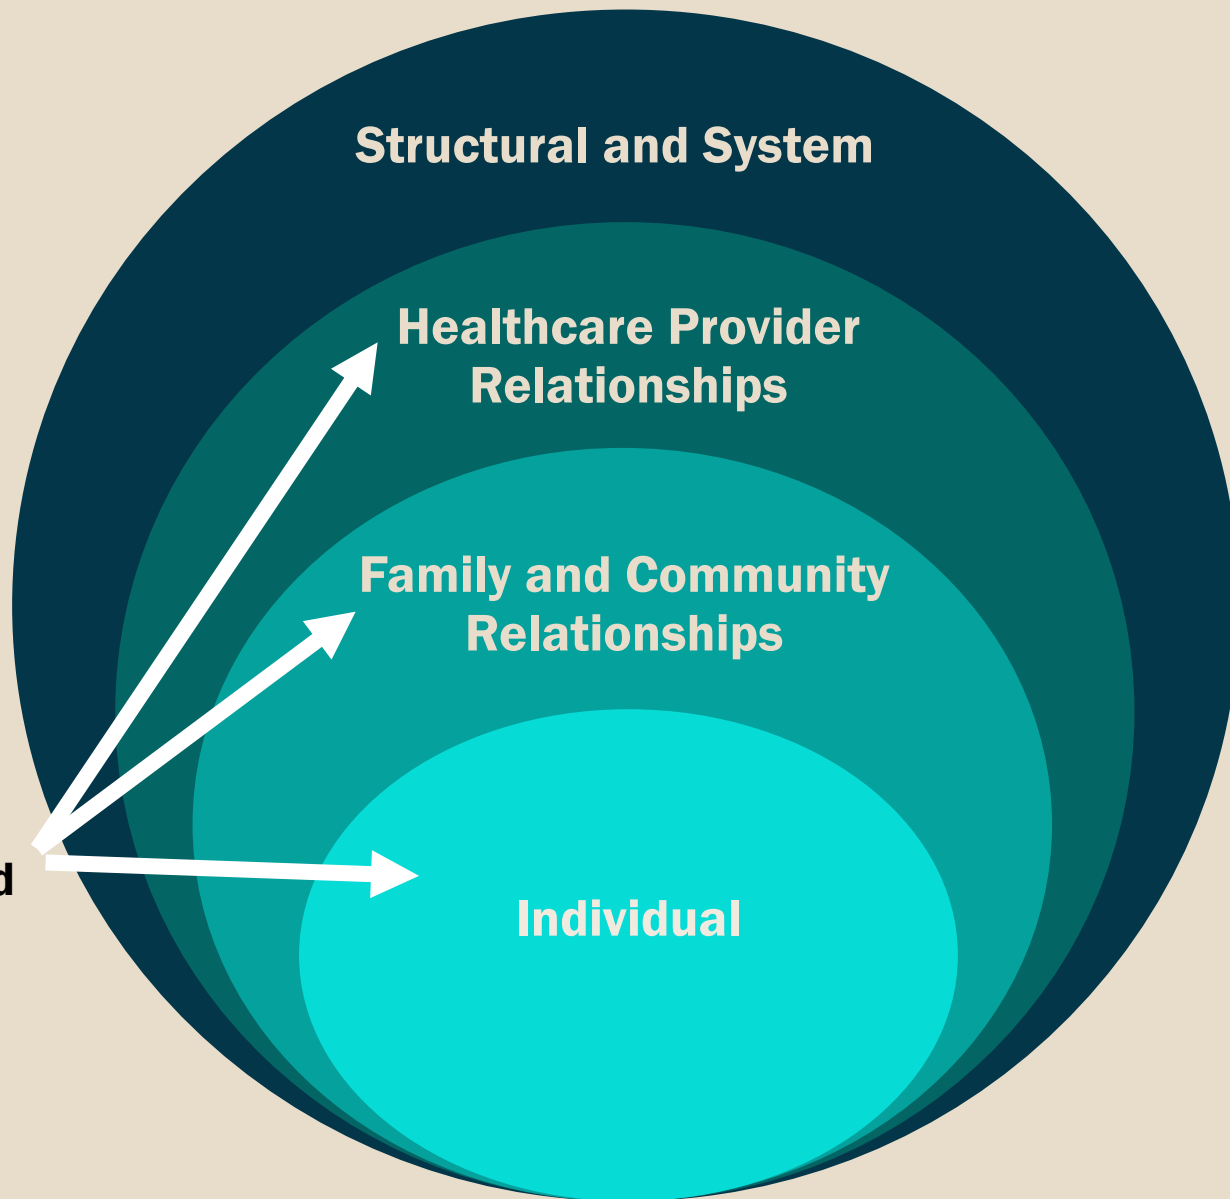 Structural and System
Healthcare Provider
Relationships
Family and Community
Relationships
Individual